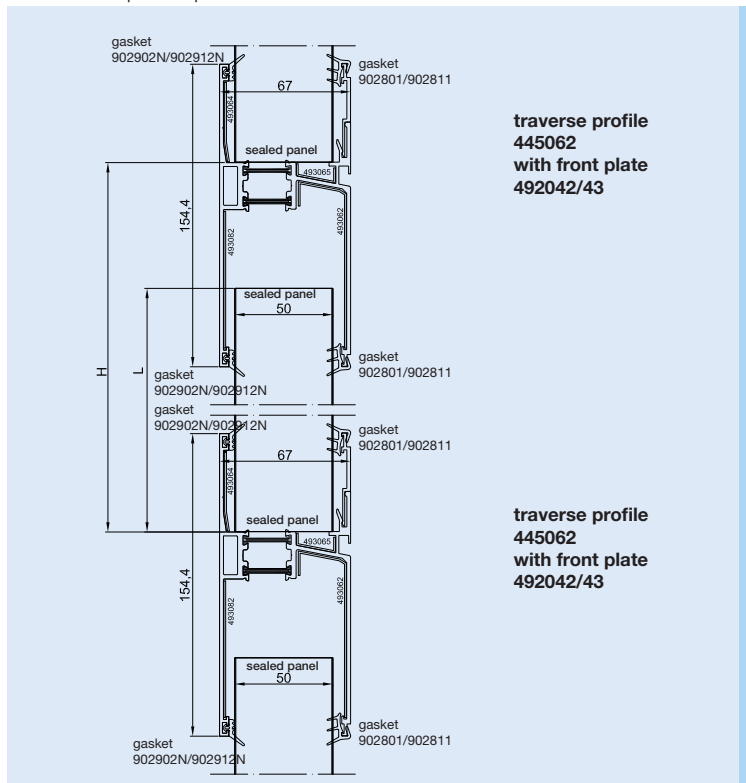 gasket
902902N/902912N
gasket
902801/902811
67
493064
sealed panel
traverse profile
445062
with front plate
492042/43
493065
154,4
493082
493062
sealed panel
50
H
L
gasket
902801/902811
gasket
902902N/902912N
gasket
902902N/902912N
gasket
902801/902811
67
493064
sealed panel
traverse profile
445062
with front plate
492042/43
493065
154,4
493082
493062
sealed panel
50
gasket
902801/902811
gasket
902902N/902912N